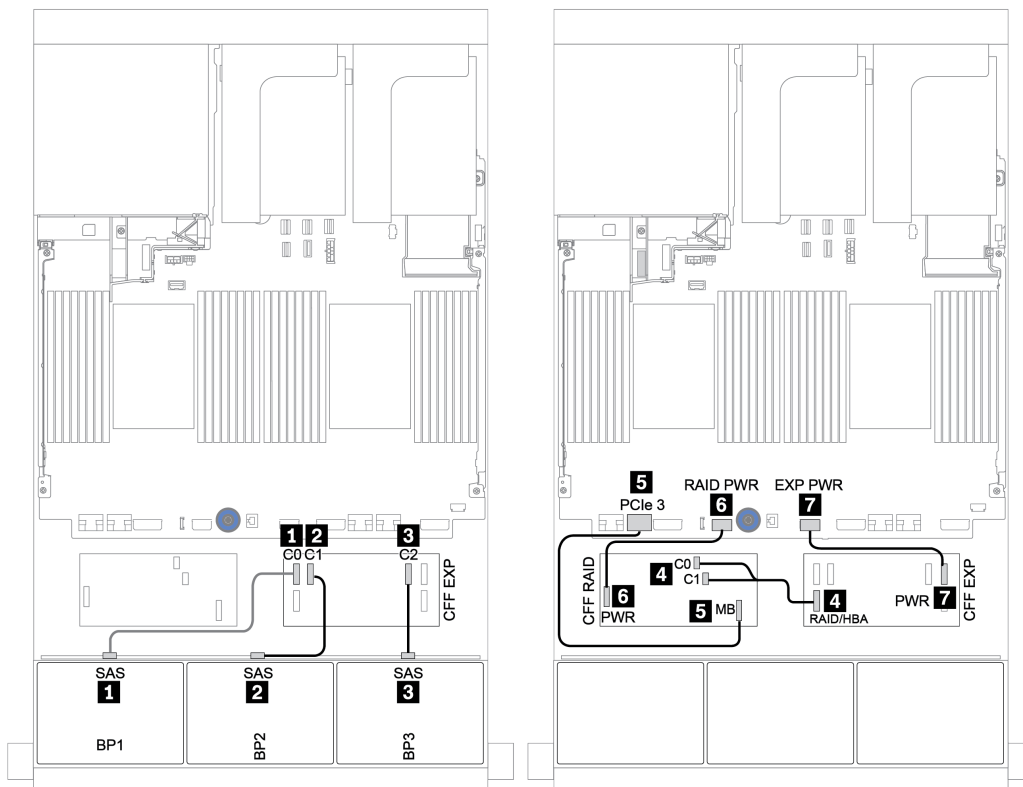 1 2 3
C0 C1 C2
CFF EXP
SAS SAS SAS
1 2 3
BP1 BP2 BP3
5 RAID PWR EXP PWR
PCIe 3 6 7
CFF RAID
C0
4 C1
6 5 MB
PWR
4 PWR 7
RAID/HBA
CFF EXP